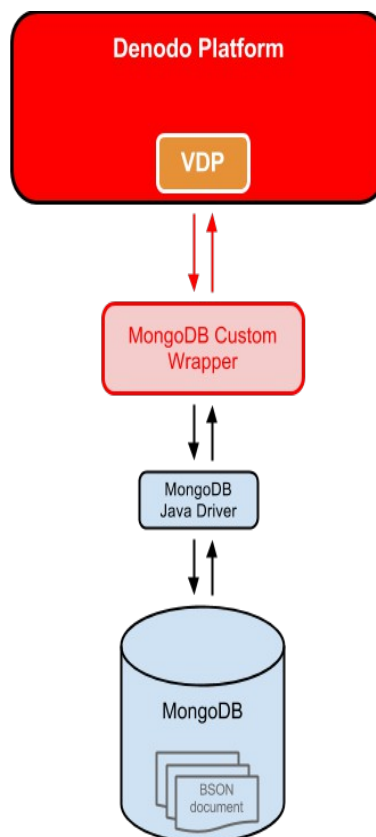 Denodo Platform
VDP
MongoDB Custom
Wrapper
MongoDB
Java Driver
MongoDB
BSON
document